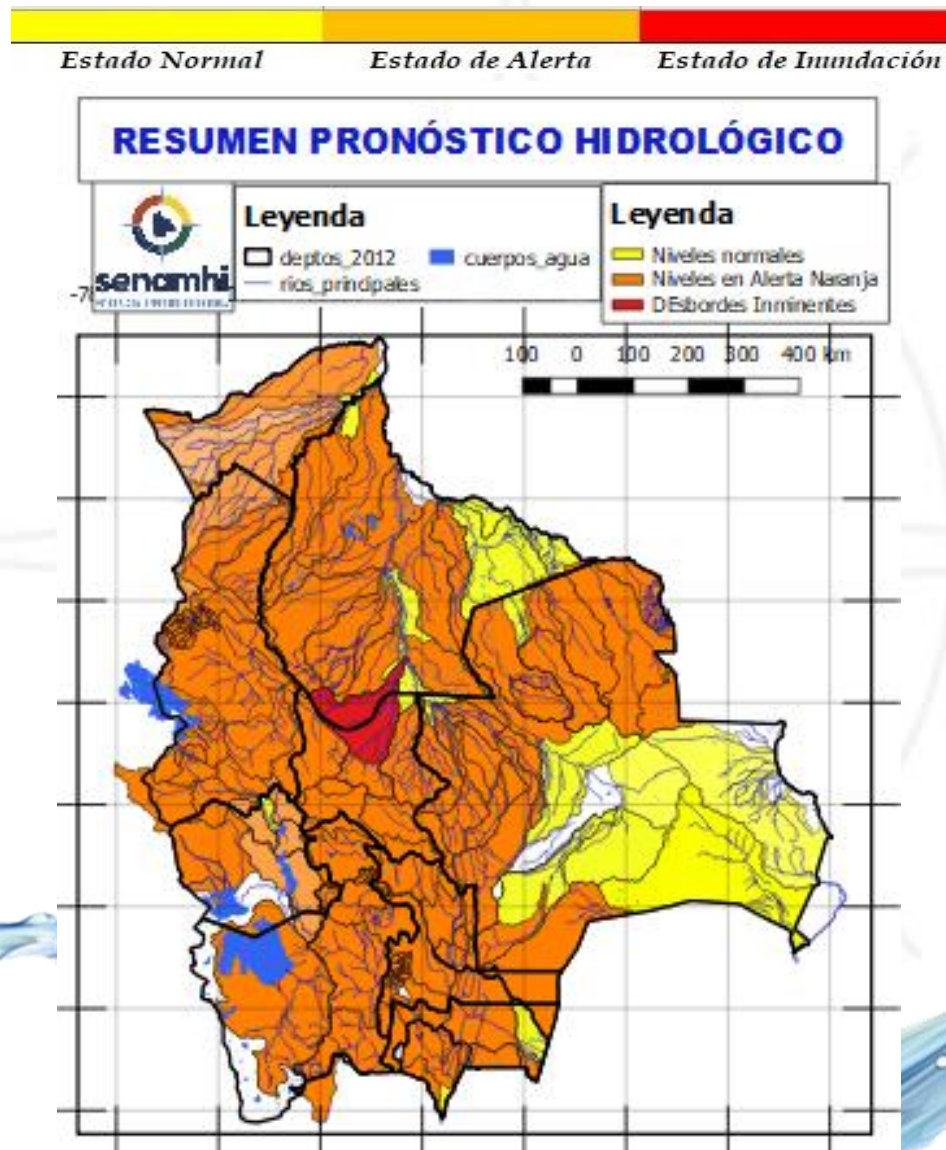 Estado Normal Estado de Alerta Estado de Inundación
RESUMEN PRONÓSTICO HIDROLÓGICO
senamhi
Leyenda
deptos_2012 cuerpos_agua
rios_principales
Leyenda
Niveles normales
Niveles en Alerta Naranja
DEsbordes Inminentes
100 0 100 200 300 400 km